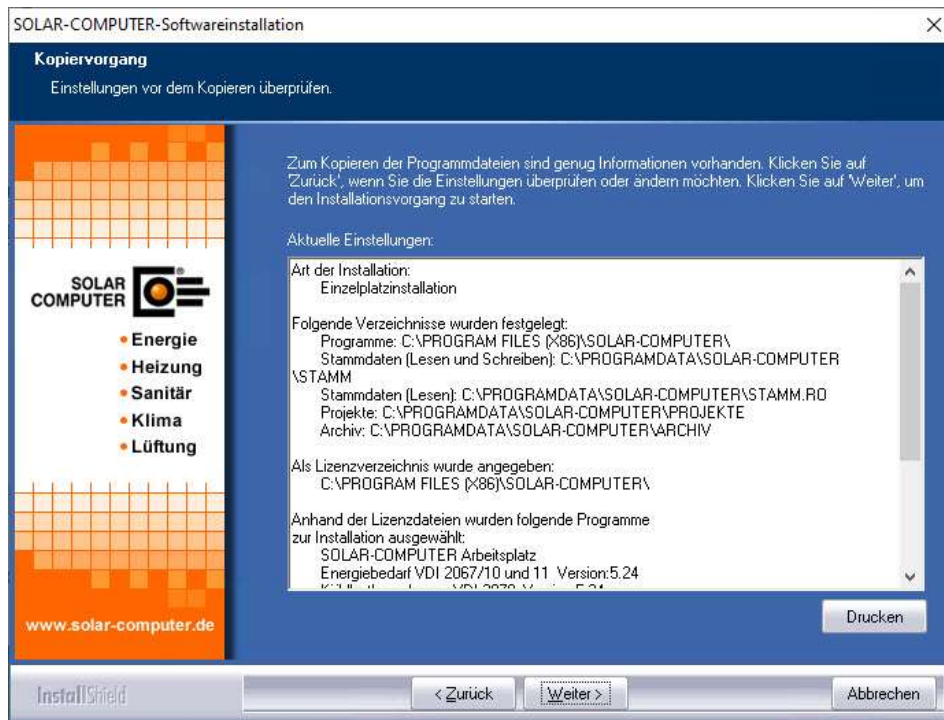 SOLAR-COMPUTER-Softwareinstallation
Kopiervorgang
Einstellungen vor dem Kopieren überprüfen.
Zum Kopieren der Programmdateien sind genug Informationen vorhanden. Klicken Sie auf
'Zurück', wenn Sie die Einstellungen überprüfen oder ändern möchten. Klicken Sie auf 'Weiter', um
den Installationsvorgang zu starten.
Aktuelle Einstellungen:
Art der Installation:
Einzelplatzinstallation
Folgende Verzeichnisse wurden festgelegt:
Programme: C:\PROGRAM FILES (X86)\SOLAR-COMPUTER\
Stammdaten (Lesen und Schreiben): C:\PROGRAMDATA\SOLAR-COMPUTER
\STAMM
Stammdaten (Lesen): C:\PROGRAMDATA\SOLAR-COMPUTER\STAMM.RO
Projekte: C:\PROGRAMDATA\SOLAR-COMPUTER\PROJEKTE
Archiv: C:\PROGRAMDATA\SOLAR-COMPUTER\ARCHIV
Als Lizenzverzeichnis wurde angegeben:
C:\PROGRAM FILES (X86)\SOLAR-COMPUTER\
Anhand der Lizenzdateien wurden folgende Programme
zur Installation ausgewählt:
SOLAR-COMPUTER Arbeitsplatz
Energiebedarf VDI 2067/10 und 11 Version:5.24
SOLAR
COMPUTER
®
• Energie
• Heizung
• Sanitär
• Klima
• Lüftung
www.solar-computer.de
Drucken
InstallShield
< Zurück
Weiter >
Abbrechen